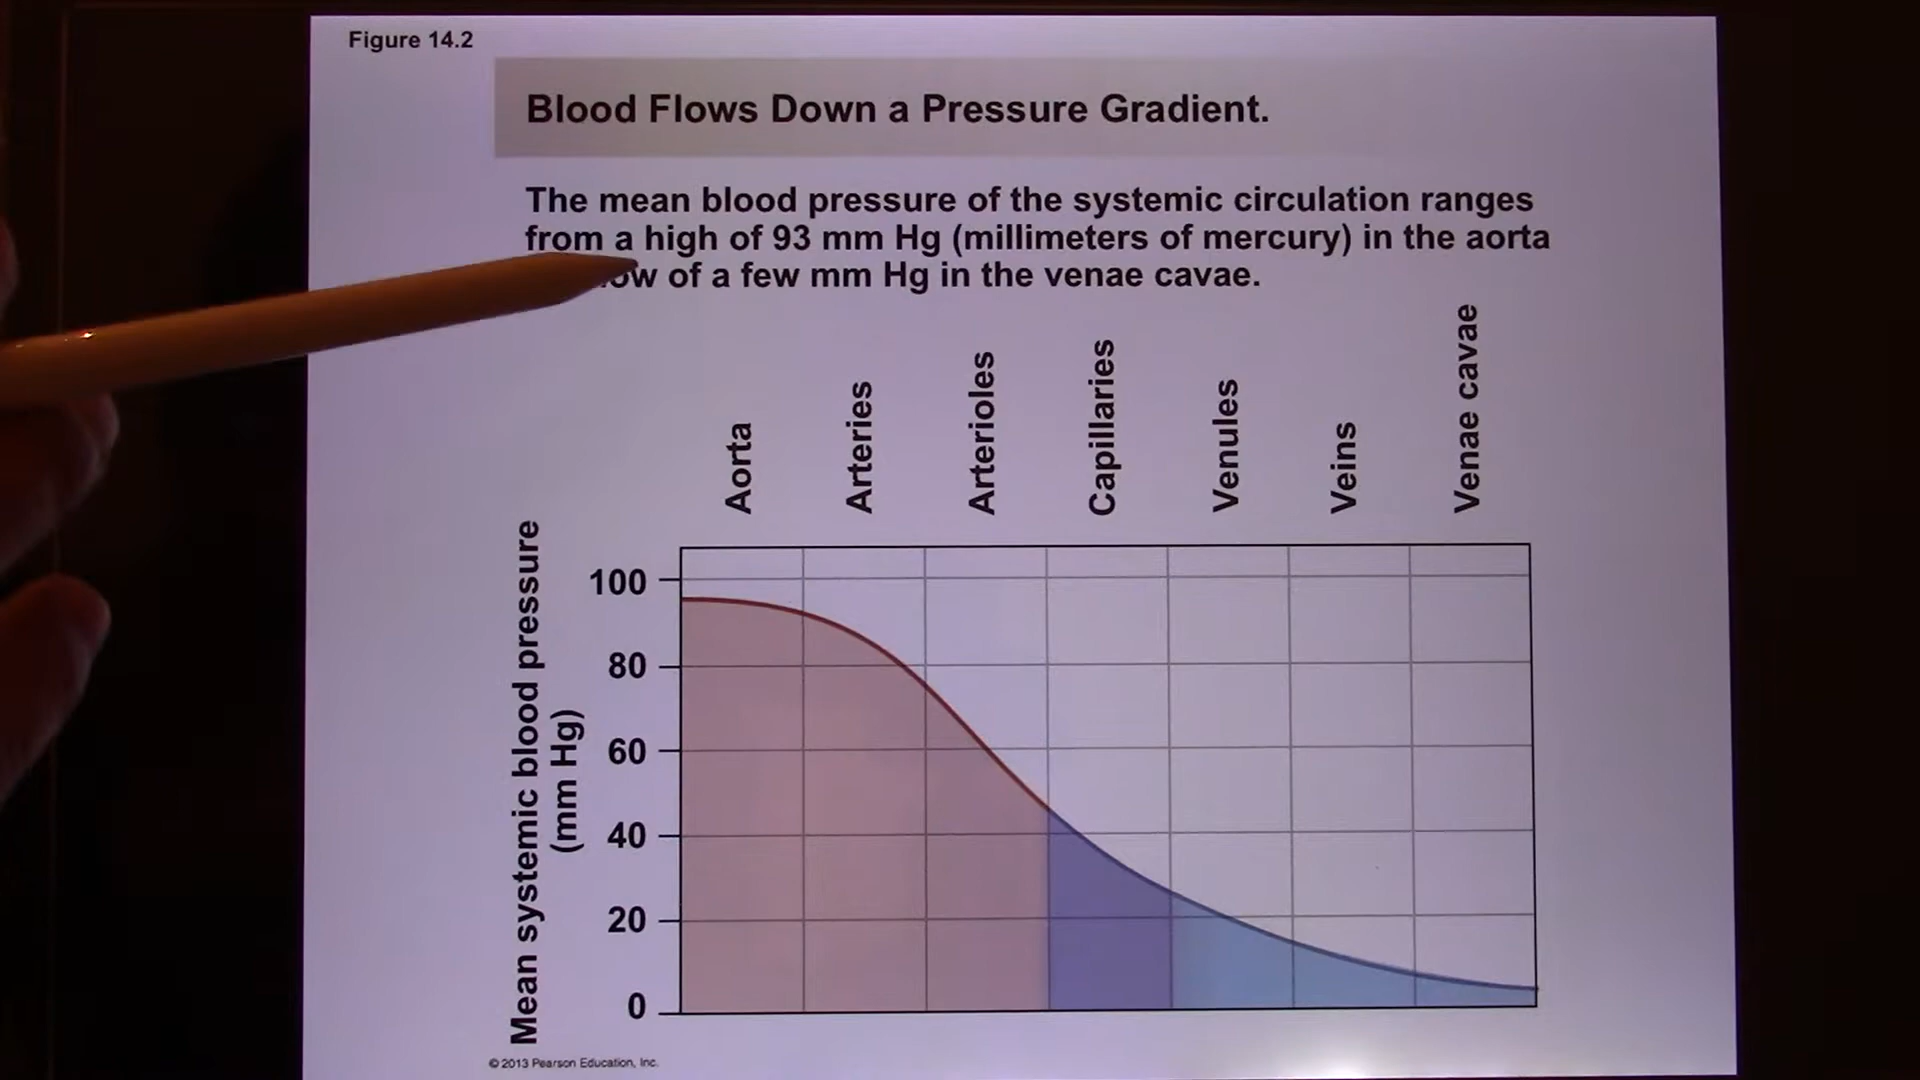 Figure 14.2
Blood Flows Down a Pressure Gradient.
The mean blood pressure of the systemic circulation ranges
from a high of 93 mm Hg (millimeters of mercury) in the aorta
of a few mm Hg in the venae cavae.
Aorta
Arteries
Arterioles
Capillaries
Venules
Veins
Venae cavae
Mean systemic blood pressure
(mm Hg)
100
80
60
40
20
0
© 2013 Pearson Education, Inc.